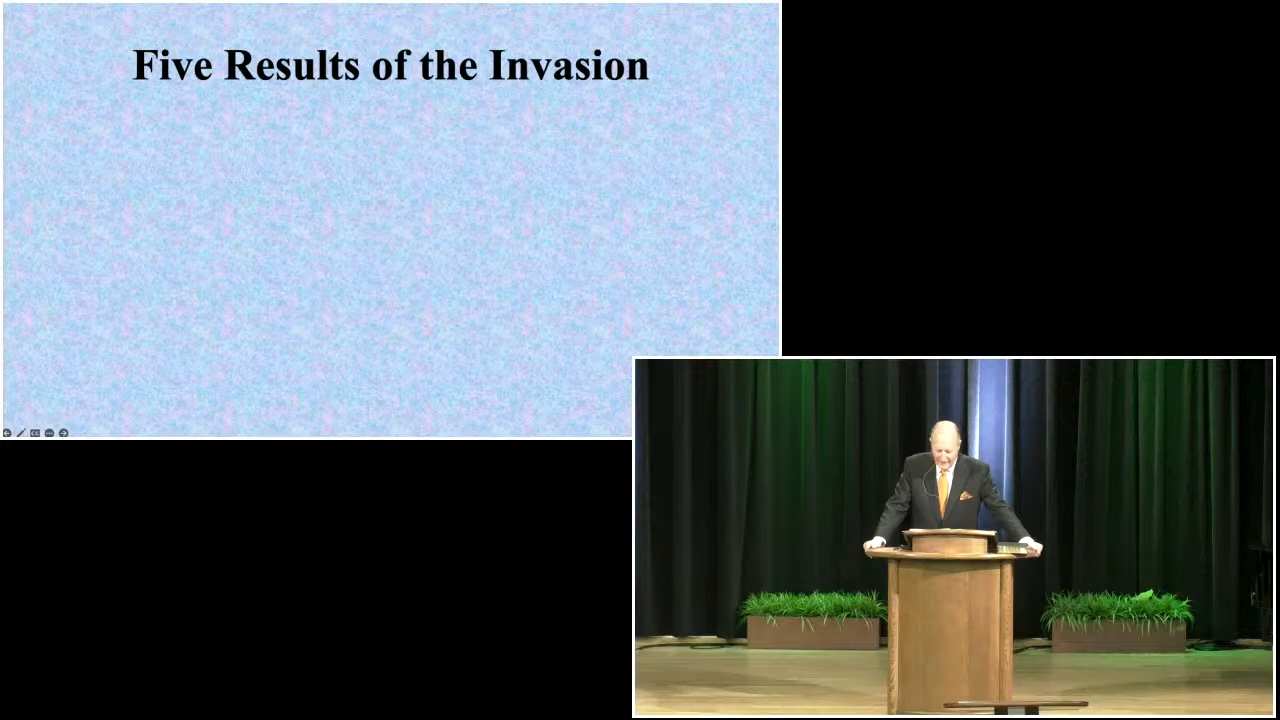 Five Results of the Invasion